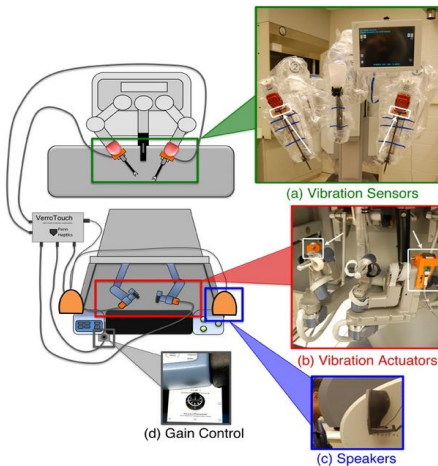 (a) Vibration Sensors
VerroTouch
Penn
Haptics
(b) Vibration Actuators
(d) Gain Control
(c) Speakers